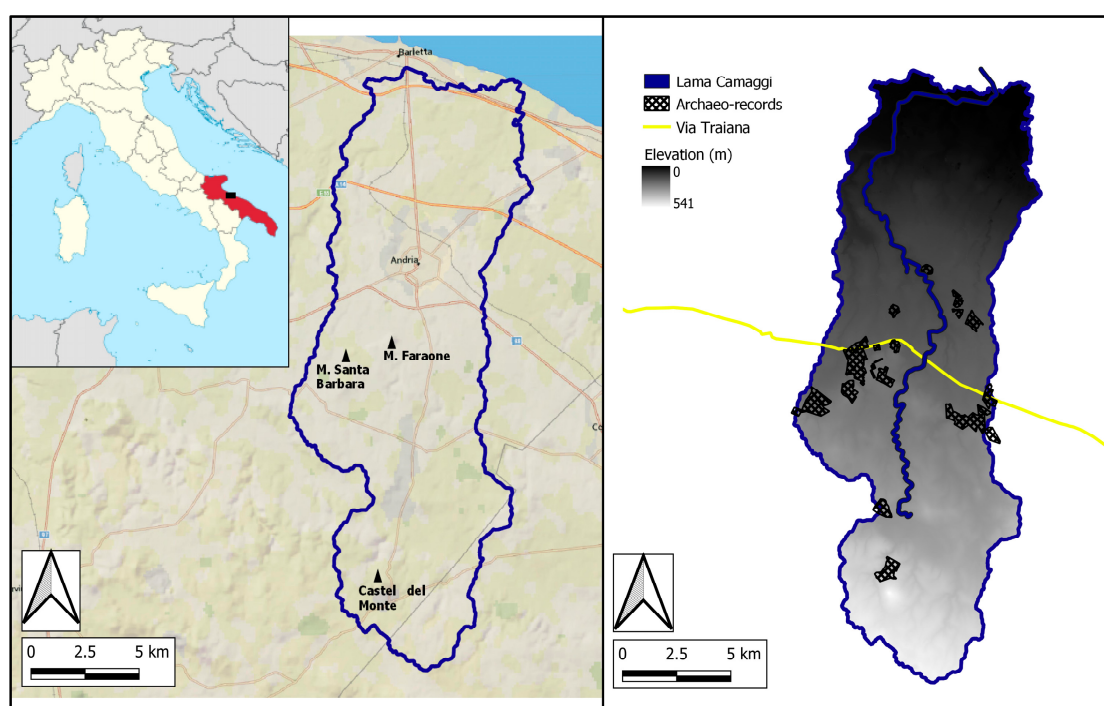 Barletta
Andria
M. Faraone
M. Santa
Barbara
Castel del
Monte
0 2.5 5 km
Lama Camaggi
Archaeo-records
Via Traiana
Elevation (m)
0
541
0 2.5 5 km